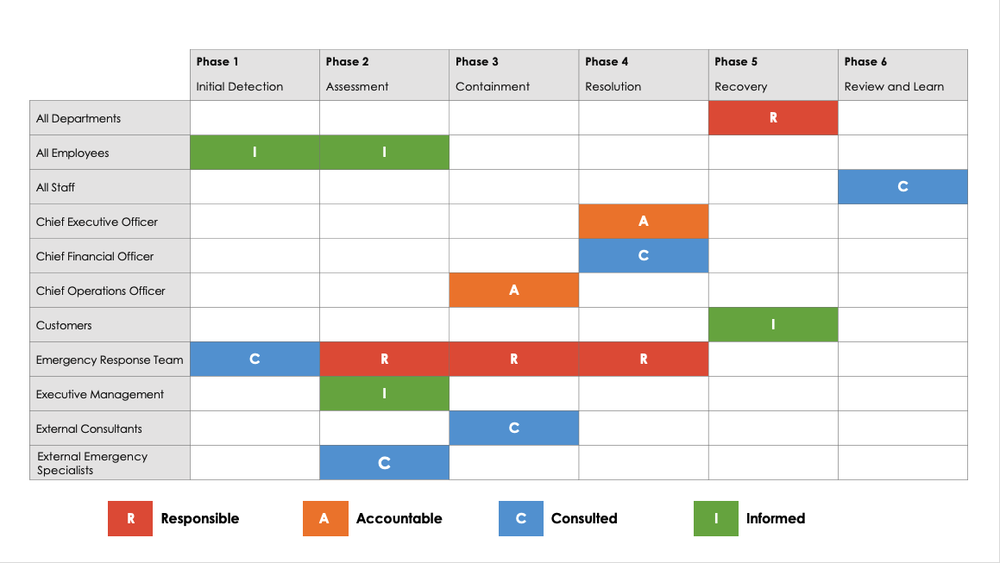 Phase 1 Phase 2 Phase 3 Phase 4 Phase 5 Phase 6
Initial Detection Assessment Containment Resolution Recovery Review and Learn
All Departments R
All Employees I I
All Staff C
Chief Executive Officer A
Chief Financial Officer C
Chief Operations Officer A
Customers I
Emergency Response Team C R R R
Executive Management I
External Consultants C
External Emergency
Specialists C
R Responsible A Accountable C Consulted I Informed